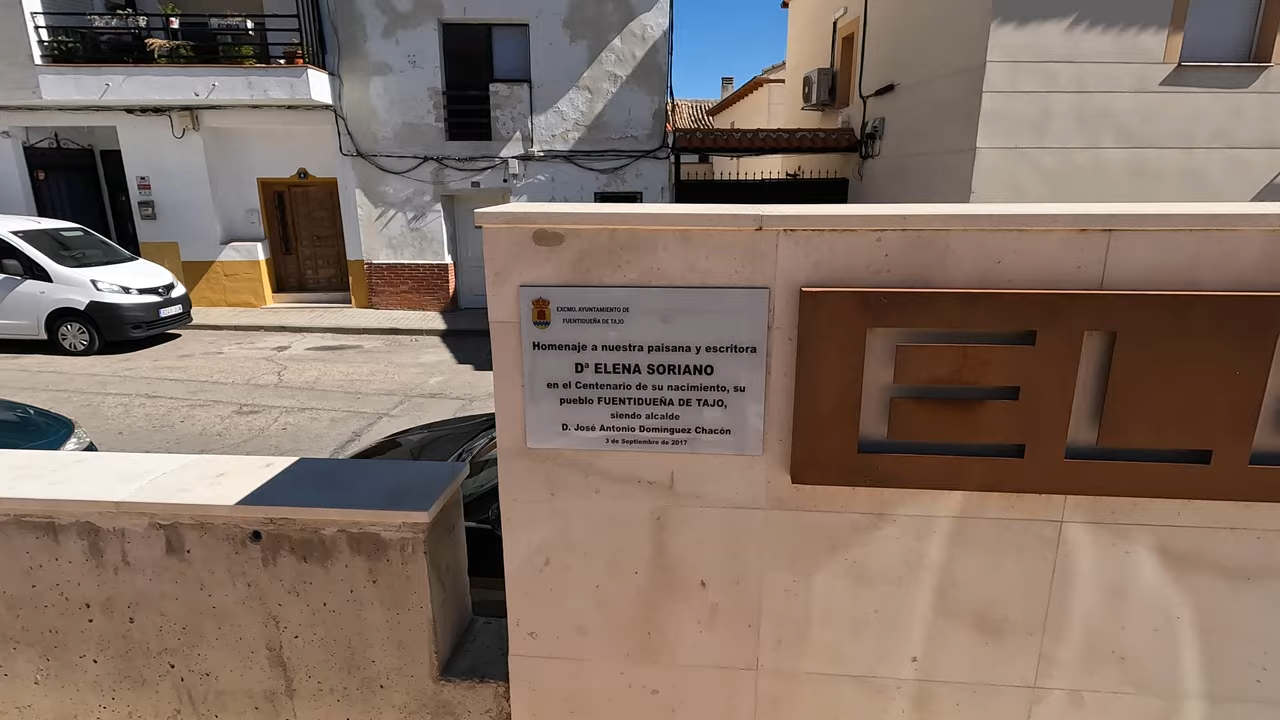 EXCMO. AYUNTAMIENTO DE
FUENTIDUEÑA DE TAJO
Homenaje a nuestra paisana y escritora
Dª ELENA SORIANO
en el Centenario de su nacimiento, su
pueblo FUENTIDUEÑA DE TAJO,
siendo alcalde
D. José Antonio Domínguez Chacón
3 de Septiembre de 2017
EL